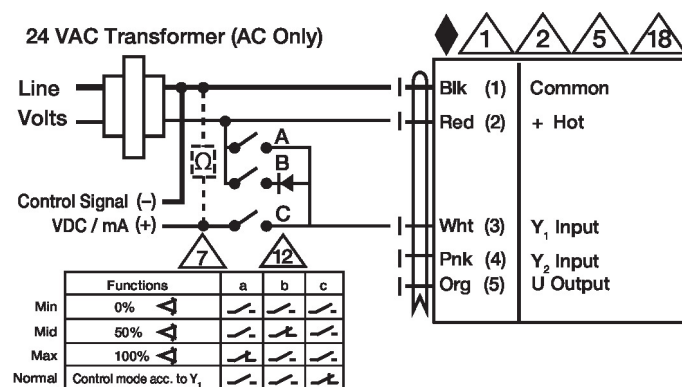 24 VAC Transformer (AC Only)
1 2 5 18
Line
Volts
Blk (1) Common
Red (2) + Hot
A
Ω
B
Control Signal (–)
VDC / mA (+)
C
Wht (3) Y1 Input
Pnk (4) Y2 Input
Org (5) U Output
7 12
Functions a b c
Min 0%
Mid 50%
Max 100%
Normal Control mode acc. to Y1